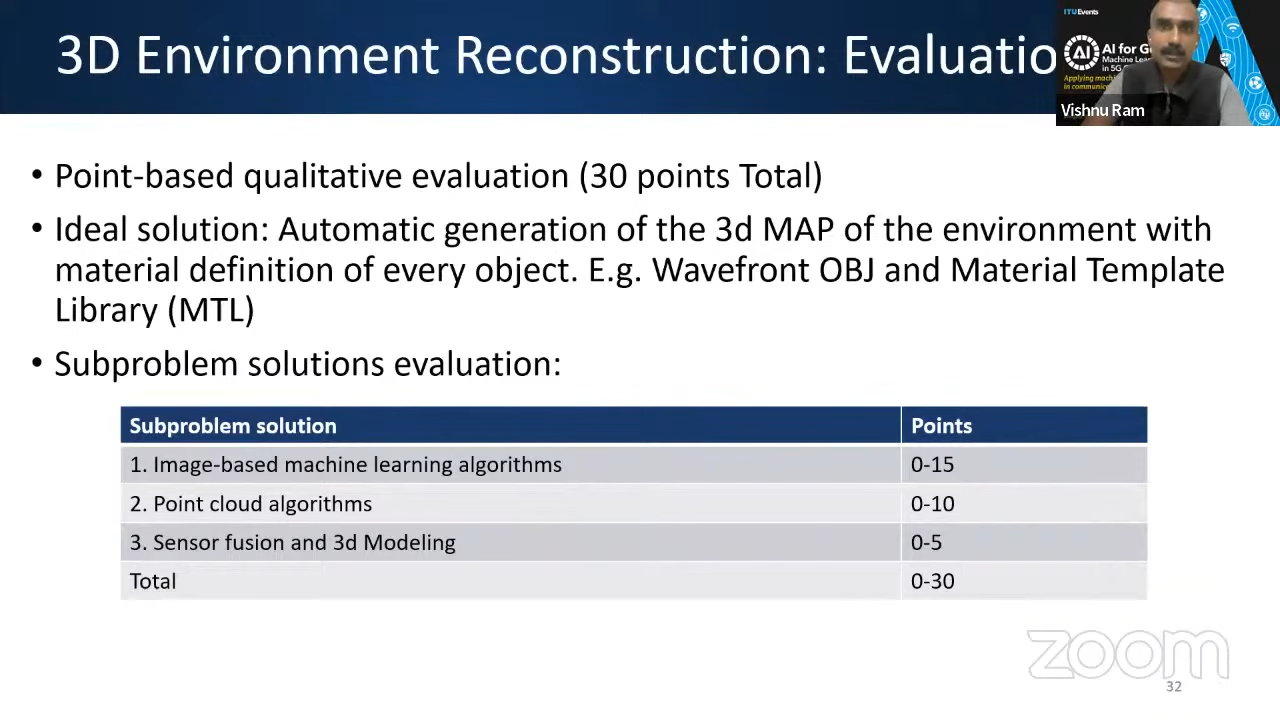 3D Environment Reconstruction: Evaluatio
ITUEvents
AI for Go
Machine Lea
in 5G
Applying machi
in communica
Vishnu Ram
• Point-based qualitative evaluation (30 points Total)
• Ideal solution: Automatic generation of the 3d MAP of the environment with
material definition of every object. E.g. Wavefront OBJ and Material Template
Library (MTL)
• Subproblem solutions evaluation:
Subproblem solution Points
1. Image-based machine learning algorithms 0-15
2. Point cloud algorithms 0-10
3. Sensor fusion and 3d Modeling 0-5
Total 0-30
zoom
32